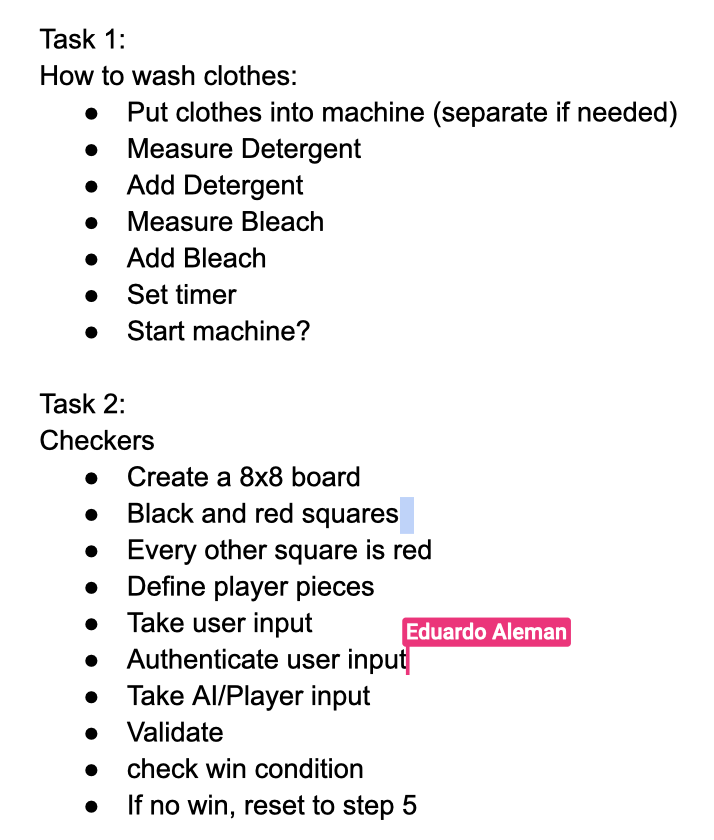 Task 1:
How to wash clothes:
● Put clothes into machine (separate if needed)
● Measure Detergent
● Add Detergent
● Measure Bleach
● Add Bleach
● Set timer
● Start machine?
Task 2:
Checkers
● Create a 8x8 board
● Black and red squares
● Every other square is red
● Define player pieces
● Take user input
Eduardo Aleman
● Authenticate user input
● Take AI/Player input
● Validate
● check win condition
● If no win, reset to step 5